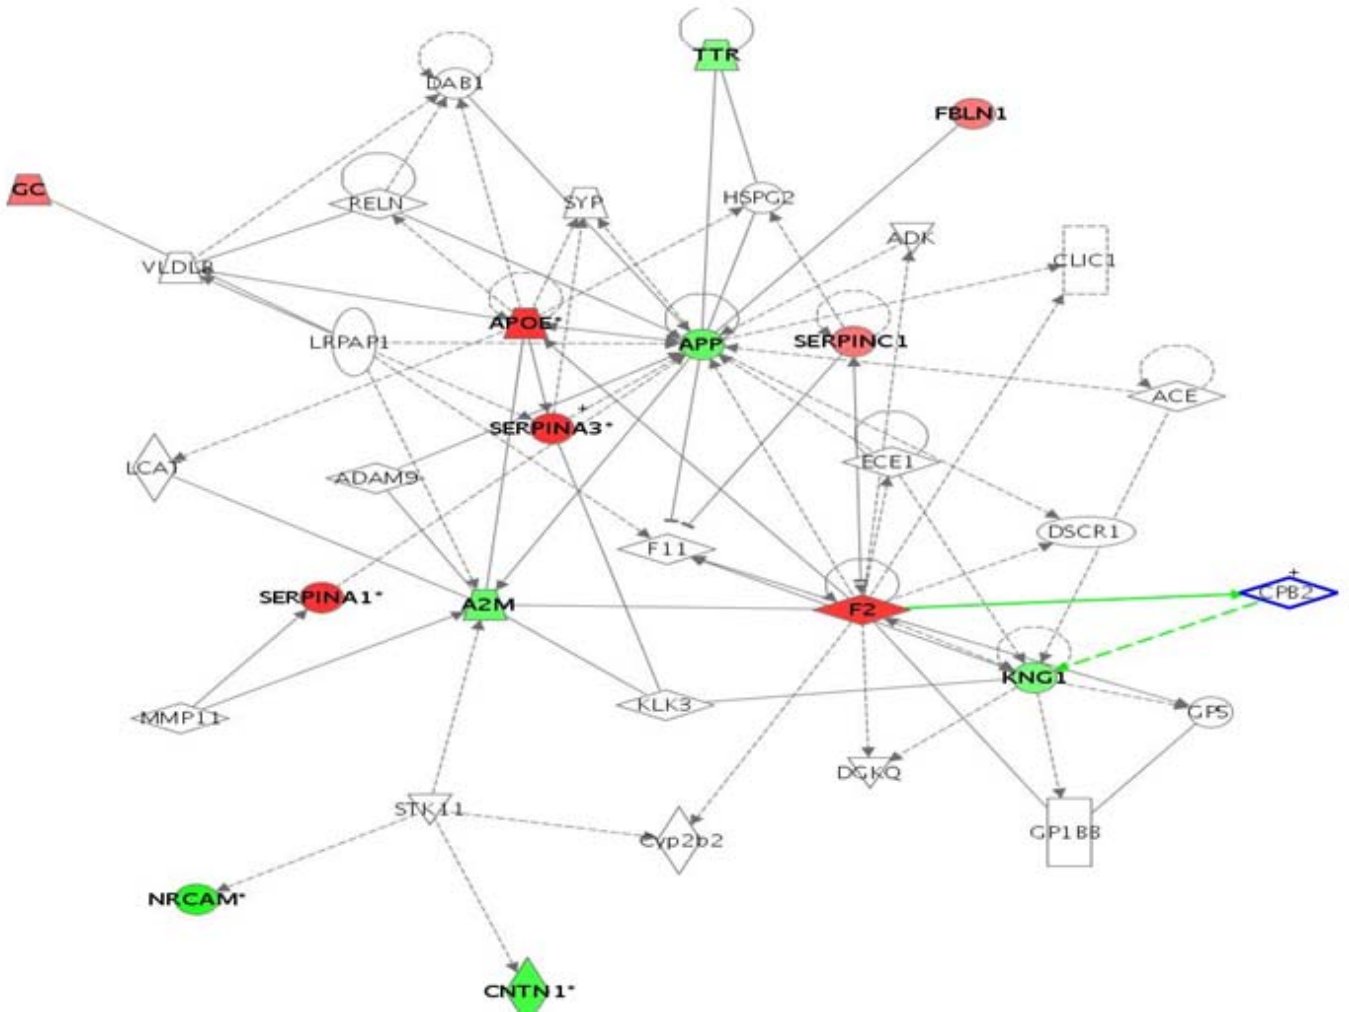 TTR
DAB1
FBLN1
GC
RELN
SYP
HSPG2
ADK
CLIC1
VLDLR
APOE*
LRPAP1
APP
SERPINC1
ACE
SERPINA3*
+
LCAT
ADAM9
ECE1
F11
DSCR1
SERPINA1*
A2M
F2
+
CPB2
KNG1
MMP11
KLK3
GP5
DGKQ
STK11
Cyp2b2
GP1BB
NRCAM*
CNTN1*